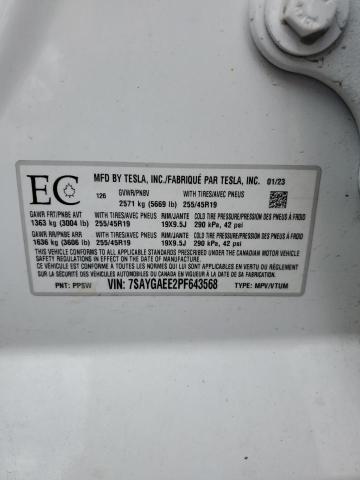 EC
MFD BY TESLA, INC./FABRIQUÉ PAR TESLA, INC. 01/23
126 GVWR/PNBV WITH TIRES/AVEC PNEUS
2571 kg (5669 lb) 255/45R19
GAWR FRT/PNBE AVT WITH TIRES/AVEC PNEUS RIM/JANTE COLD TIRE PRESSURE/PRESSION DES PNEUS À FROID
1363 kg (3004 lb) 255/45R19 19X9.5J 290 kPa, 42 psi
GAWR RR/PNBE ARR WITH TIRES/AVEC PNEUS RIM/JANTE COLD TIRE PRESSURE/PRESSION DES PNEUS À FROID
1636 kg (3606 lb) 255/45R19 19X9.5J 290 kPa, 42 psi
THIS VEHICLE CONFORMS TO ALL APPLICABLE STANDARDS PRESCRIBED UNDER THE CANADIAN MOTOR VEHICLE
SAFETY REGULATIONS IN EFFECT ON THE DATE OF MANUFACTURE.
CE VÉHICULE EST CONFORME À TOUTES LES NORMES QUI LUI SONT APPLICABLES EN VERTU DU RÈGLEMENT
SUR LA SÉCURITÉ DES VÉHICULES AUTOMOBILES DU CANADA EN VIGUEUR À LA DATE DE SA FABRICATION.
PNT: PPSW VIN: 7SAYGAEE2PF643568 TYPE: MPV/VTUM